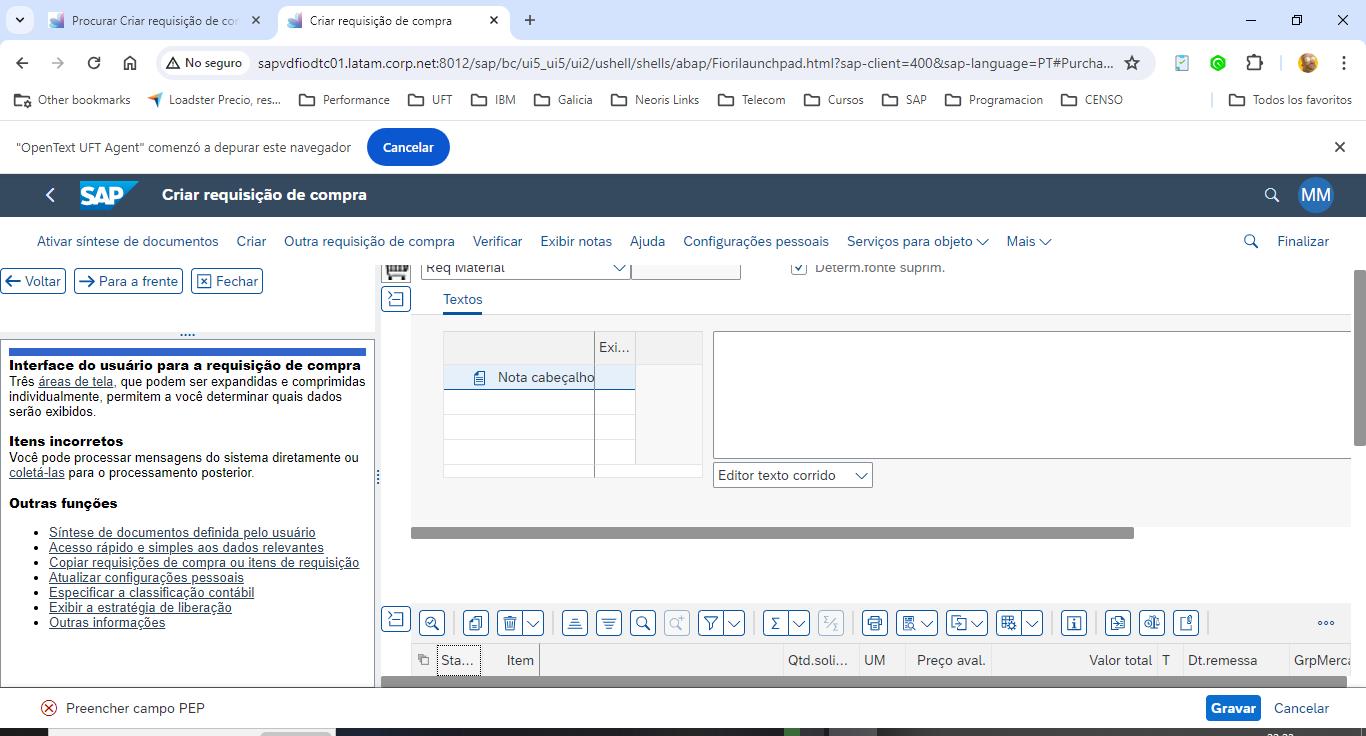 Procurar Criar requisição de co
Criar requisição de compra
No seguro
sapvdfiodtc01.latam.corp.net:8012/sap/bc/ui5_ui5/ui2/ushell/shells/abap/Fiorilaunchpad.html?sap-client=400&sap-language=PT#Purcha...
Other bookmarks
Loadster Precio, res...
Performance
UFT
IBM
Galicia
Neoris Links
Telecom
Cursos
SAP
Programacion
CENSO
Todos los favoritos
"OpenText UFT Agent" comenzó a depurar este navegador
Cancelar
SAP
Criar requisição de compra
MM
Ativar síntese de documentos
Criar
Outra requisição de compra
Verificar
Exibir notas
Ajuda
Configurações pessoais
Serviços para objeto
Mais
Finalizar
Voltar
Para a frente
Fechar
Req Material
Determ.fonte suprim.
Textos
Exi...
Nota cabeçalho
Editor texto corrido
Interface do usuário para a requisição de compra
Três áreas de tela, que podem ser expandidas e comprimidas
individualmente, permitem a você determinar quais dados
serão exibidos.
Itens incorretos
Você pode processar mensagens do sistema diretamente ou
coletá-las para o processamento posterior.
Outras funções
Síntese de documentos definida pelo usuário
Acesso rápido e simples aos dados relevantes
Copiar requisições de compra ou itens de requisição
Atualizar configurações pessoais
Especificar a classificação contábil
Exibir a estratégia de liberação
Outras informações
Sta...
Item
Qtd.soli...
UM
Preço aval.
Valor total
T
Dt.remessa
GrpMerca
Preencher campo PEP
Gravar
Cancelar